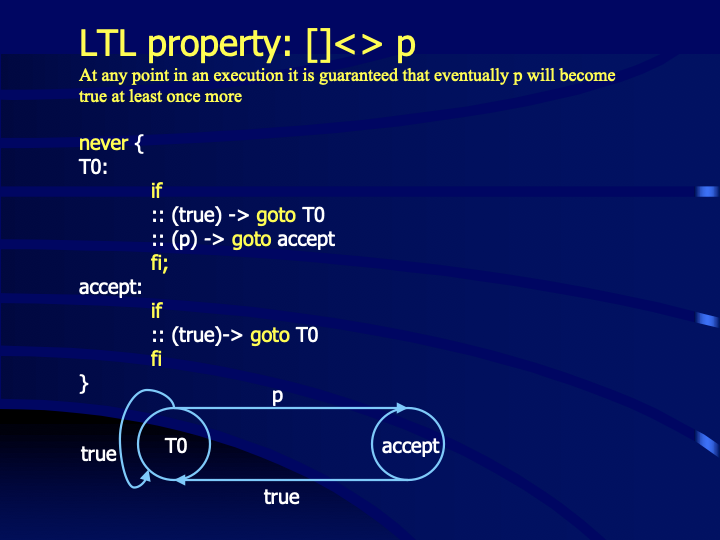 LTL property: []<> p
At any point in an execution it is guaranteed that eventually p will become
true at least once more
never {
T0:
if
:: (true) -> goto T0
:: (p) -> goto accept
fi;
accept:
if
:: (true)-> goto T0
fi
}
p
T0
accept
true
true